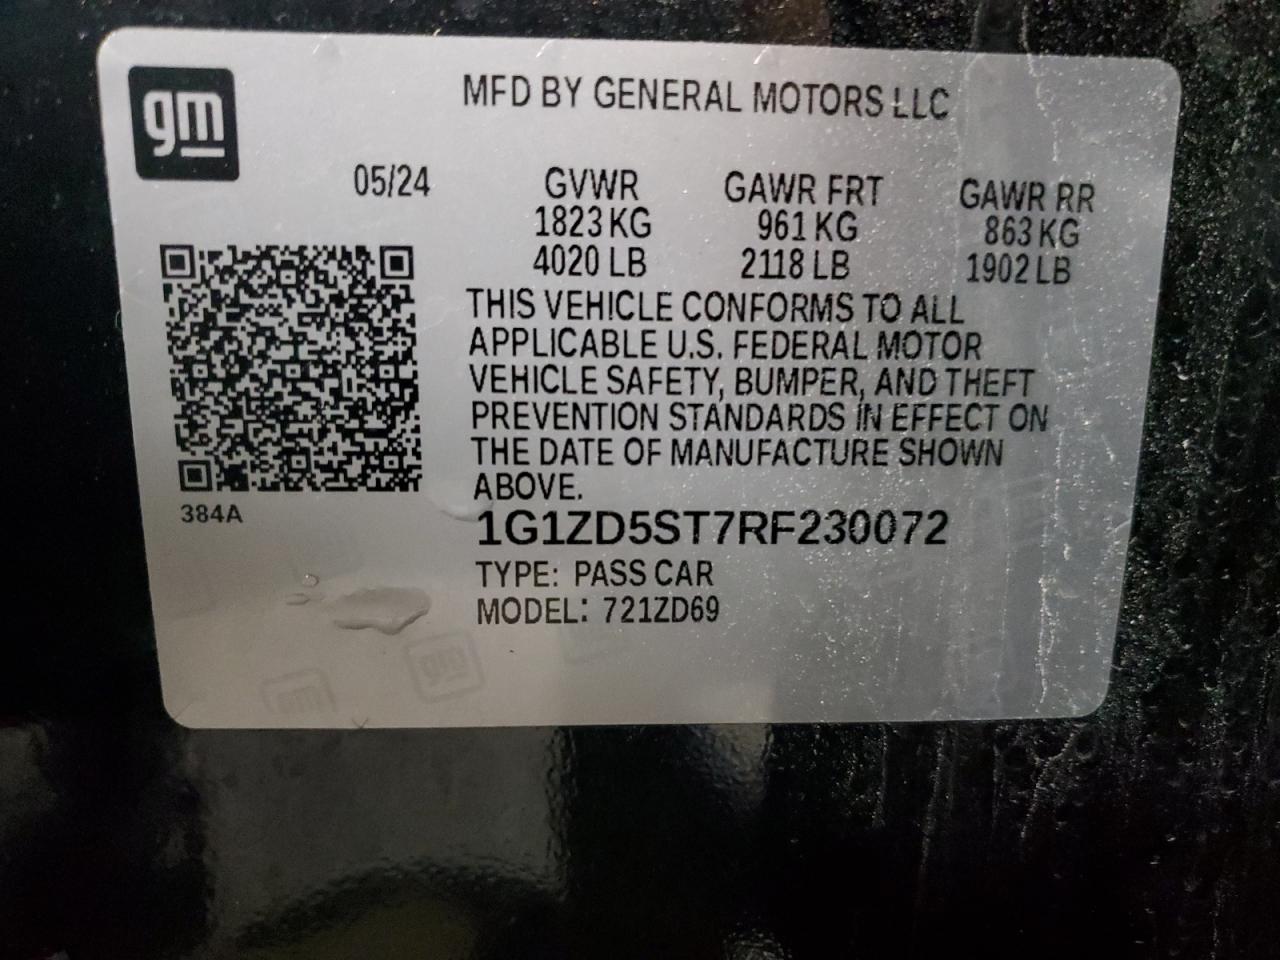 gm
MFD BY GENERAL MOTORS LLC
05/24 GVWR GAWR FRT GAWR RR
1823 KG 961 KG 863 KG
4020 LB 2118 LB 1902 LB
THIS VEHICLE CONFORMS TO ALL
APPLICABLE U.S. FEDERAL MOTOR
VEHICLE SAFETY, BUMPER, AND THEFT
PREVENTION STANDARDS IN EFFECT ON
THE DATE OF MANUFACTURE SHOWN
ABOVE.
384A
1G1ZD5ST7RF230072
TYPE: PASS CAR
MODEL: 721ZD69
gm
gm